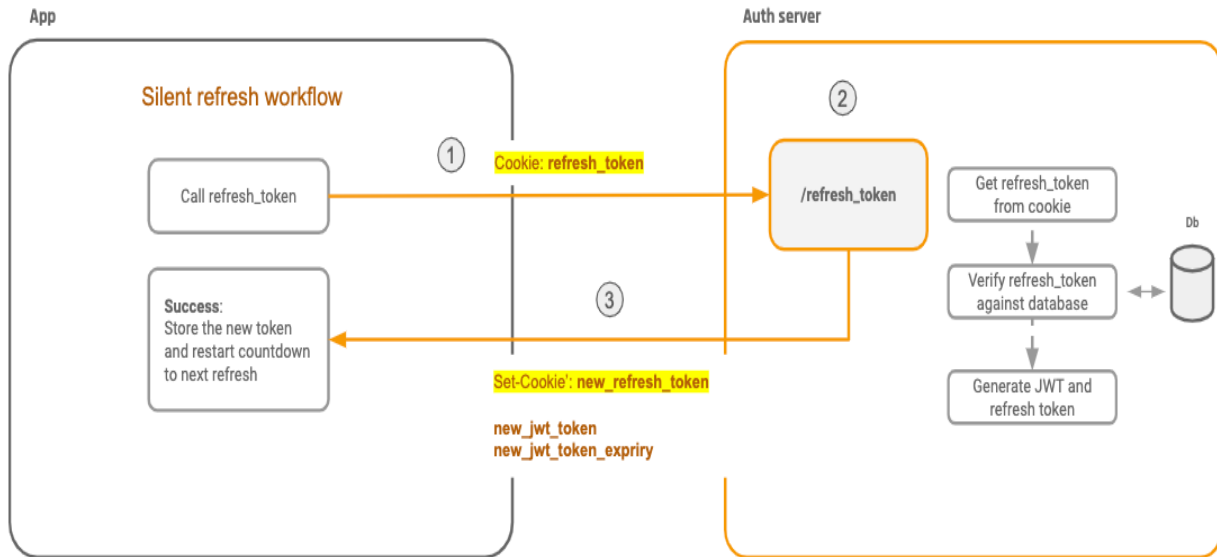 App
Auth server
Silent refresh workflow
1
2
Cookie: refresh_token
Call refresh_token
/refresh_token
Get refresh_token
from cookie
Db
Verify refresh_token
against database
3
Success:
Store the new token
and restart countdown
to next refresh
Set-Cookie': new_refresh_token
Generate JWT and
refresh token
new_jwt_token
new_jwt_token_expriry